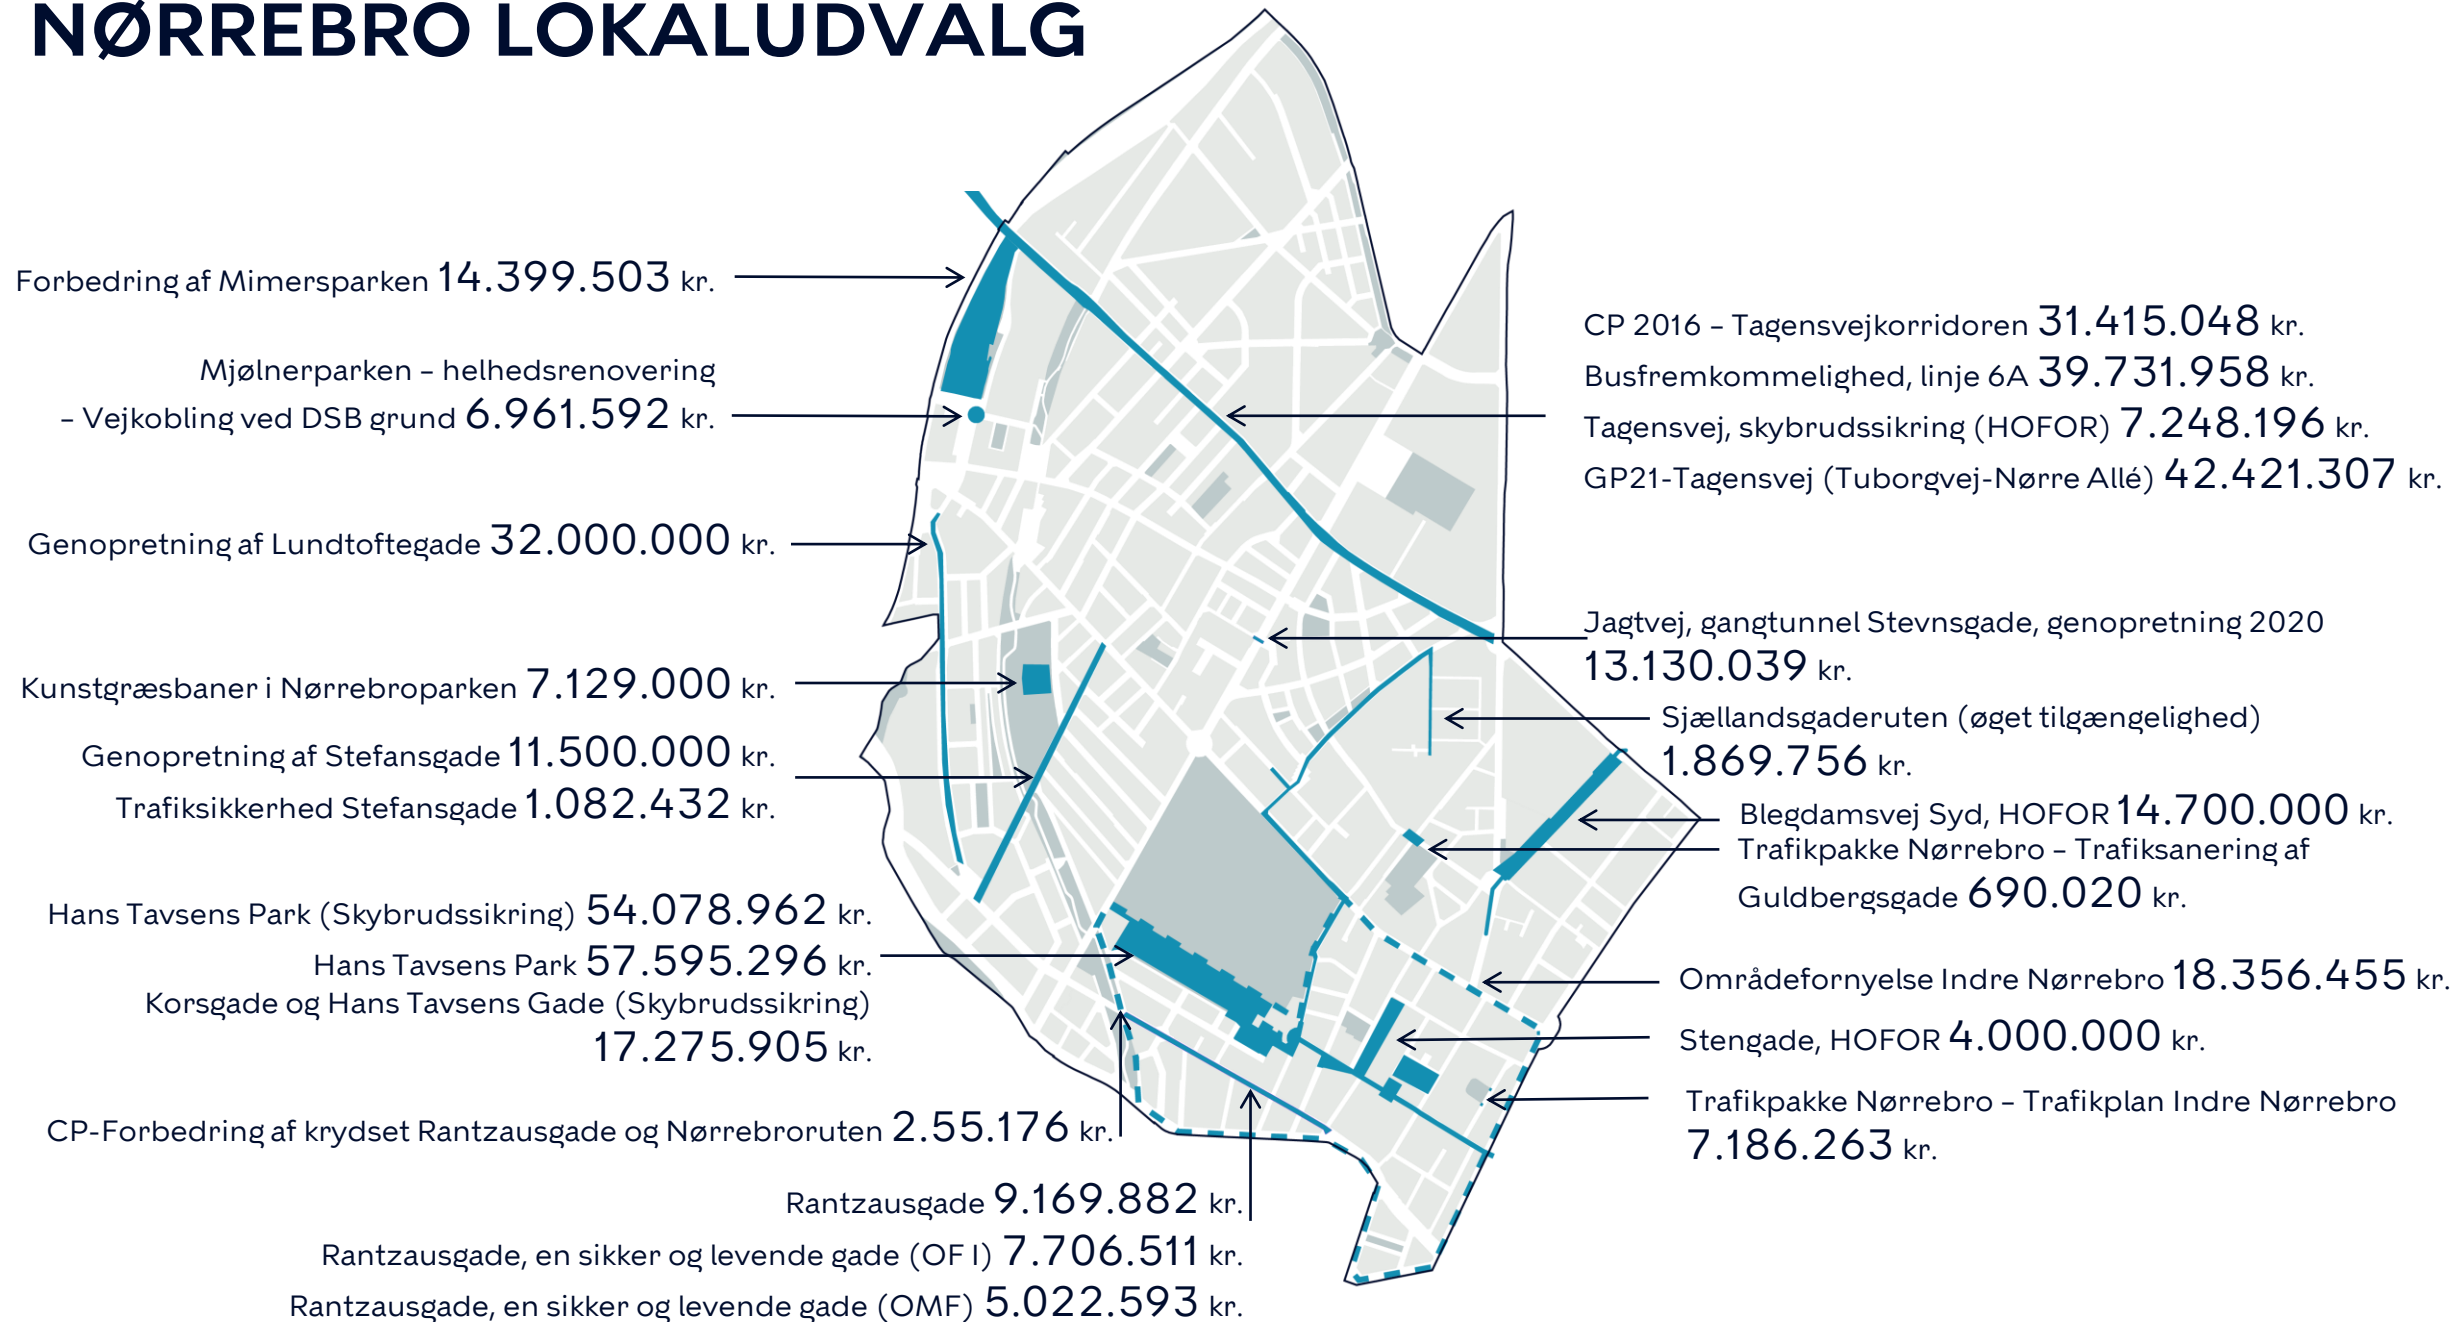 NØRREBRO LOKALUDVALG
Forbedring af Mimersparken 14.399.503 kr.
Mjølnerparken – helhedsrenovering
– Vejkobling ved DSB grund 6.961.592 kr.
Genopretning af Lundtoftegade 32.000.000 kr.
Kunstgræsbaner i Nørrebroparken 7.129.000 kr.
Genopretning af Stefansgade 11.500.000 kr.
Trafiksikkerhed Stefansgade 1.082.432 kr.
Hans Tavsens Park (Skybrudssikring) 54.078.962 kr.
Hans Tavsens Park 57.595.296 kr.
Korsgade og Hans Tavsens Gade (Skybrudssikring)
17.275.905 kr.
CP-Forbedring af krydset Rantzausgade og Nørrebroruten 2.55.176 kr.
Rantzausgade 9.169.882 kr.
Rantzausgade, en sikker og levende gade (OF I) 7.706.511 kr.
Rantzausgade, en sikker og levende gade (OMF) 5.022.593 kr.
CP 2016 – Tagensvejkorridoren 31.415.048 kr.
Busfremkommelighed, linje 6A 39.731.958 kr.
Tagensvej, skybrudssikring (HOFOR) 7.248.196 kr.
GP21-Tagensvej (Tuborgvej-Nørre Allé) 42.421.307 kr.
Jagtvej, gangtunnel Stevnsgade, genopretning 2020
13.130.039 kr.
Sjællandsgaderuten (øget tilgængelighed)
1.869.756 kr.
Blegdamsvej Syd, HOFOR 14.700.000 kr.
Trafikpakke Nørrebro – Trafiksanering af
Guldbergsgade 690.020 kr.
Områdefornyelse Indre Nørrebro 18.356.455 kr.
Stengade, HOFOR 4.000.000 kr.
Trafikpakke Nørrebro – Trafikplan Indre Nørrebro
7.186.263 kr.